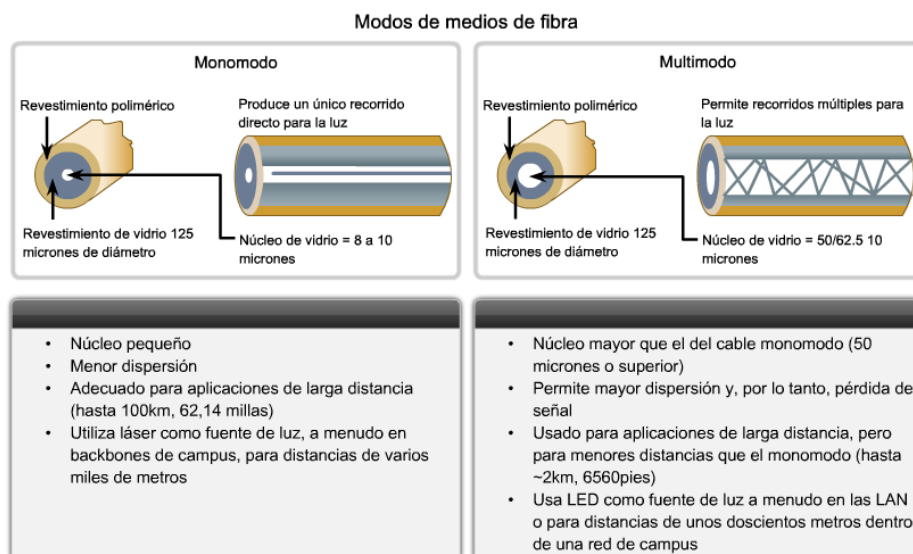 Modos de medios de fibra
Monomodo
Revestimiento polimérico
Produce un único recorrido
directo para la luz
Revestimiento de vidrio 125
micrones de diámetro
Núcleo de vidrio = 8 a 10
micrones
Multimodo
Revestimiento polimérico
Permite recorridos múltiples para
la luz
Revestimiento de vidrio 125
micrones de diámetro
Núcleo de vidrio = 50/62.5 10
micrones
• Núcleo pequeño
• Menor dispersión
• Adecuado para aplicaciones de larga distancia
(hasta 100km, 62,14 millas)
• Utiliza láser como fuente de luz, a menudo en
backbones de campus, para distancias de varios
miles de metros
• Núcleo mayor que el del cable monomodo (50
micrones o superior)
• Permite mayor dispersión y, por lo tanto, pérdida de
señal
• Usado para aplicaciones de larga distancia, pero
para menores distancias que el monomodo (hasta
~2km, 6560pies)
• Usa LED como fuente de luz a menudo en las LAN
o para distancias de unos doscientos metros dentro
de una red de campus